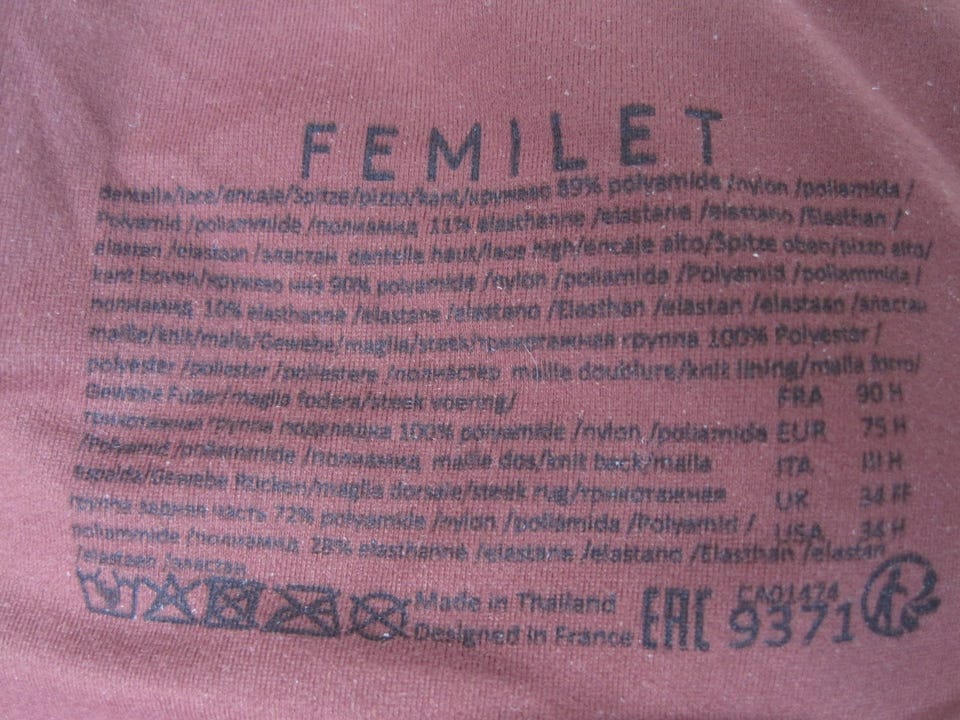 FEMILET
dentelle/lace/encaje/Spitze/pizzo/kant/кружево 89% polyamide /nylon /poliamida /
Polyamid /poliammide /полиамид 11% elasthanne /elastane /elastano /Elasthan /
elastan /elastaan /эластан dentelle haut/lace high/encaje alto/Spitze oben/pizzo alto/
kant boven/кружево низ 90% polyamide /nylon /poliamida /Polyamid /poliammide /
полиамид 10% elasthanne /elastane /elastano /Elasthan /elastan /elastaan /эластан
maille/knit/malla/Gewebe/maglia/steek/трикотажная группа 100% Polyester /
polyester /poliester /poliestere /полиэстер maille doublure/knit lining/malla forro/
Gewebe Futter/maglia fodera/steek voering/ FRA 90 H
трикотажная группа подкладка 100% polyamide /nylon /poliamida EUR 75 H
/Polyamid /poliammide /полиамид maille dos/knit back/malla ITA III H
espalda/Gewebe Rücken/maglia dorsale/steek rug/трикотажная UK 34 FF
группа задняя часть 72% polyamide /nylon /poliamida /Polyamid / USA 34 H
poliammide /полиамид 28% elasthanne /elastane /elastano /Elasthan /elastan
/elastaan /эластан
Made in Thailand
Designed in France
EAC
CA01424
9371